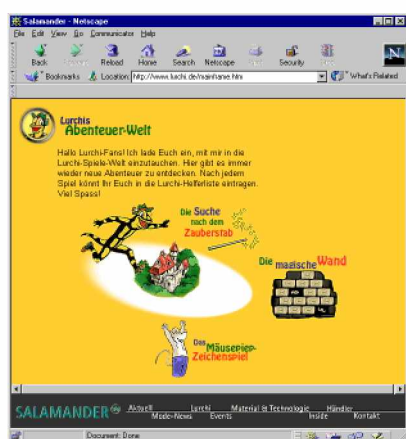 Salamander - Netscape
File Edit View Go Communicator Help
Back Reload Home Search Netscape Security
Bookmarks Location: http://www.lurchi.de/mainframe.htm What's Related
Lurchis
Abenteuer-Welt
Hallo Lurchi-Fans! Ich lade Euch ein, mit mir in die
Lurchi-Spiele-Welt einzutauchen. Hier gibt es immer
wieder neue Abenteuer zu entdecken. Nach jedem
Spiel könnt Ihr Euch in die Lurchi-Helferliste eintragen.
Viel Spass!
Die Suche
nach dem
Zauberstab
Die magische Wand
Das Mäusepiep-
Zeichenspiel
SALAMANDER
Aktuell Lurchi Material & Technologie Händler
Mode-News Events Inside Kontakt
Document: Done